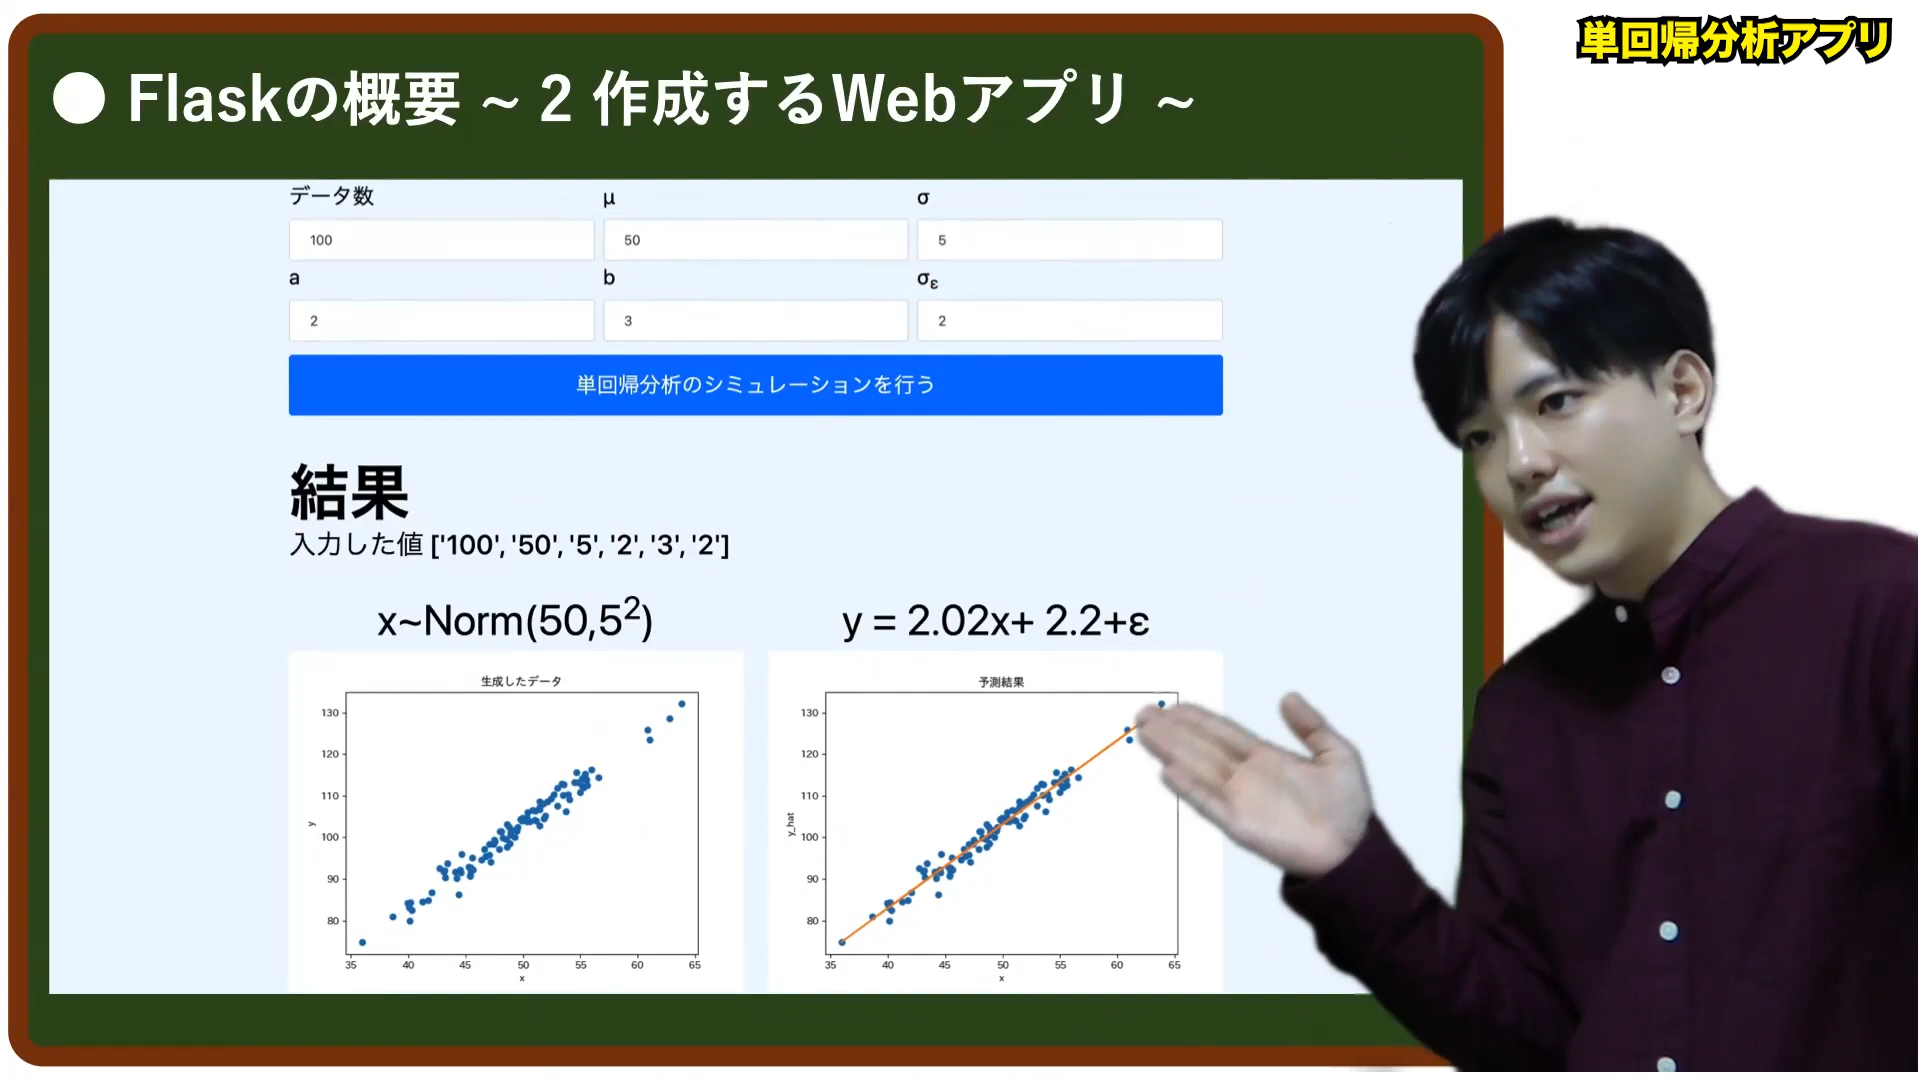 単回帰分析アプリ
● Flaskの概要 ~ 2 作成するWebアプリ ~
データ数 μ σ
100 50 5
a b σε
2 3 2
単回帰分析のシミュレーションを行う
結果
入力した値 ['100', '50', '5', '2', '3', '2']
x~Norm(50,5²) y = 2.02x+ 2.2+ε
生成したデータ
130
120
110
100
90
80
y
35 40 45 50 55 60 65
x
予測結果
130
120
110
100
90
80
y_hat
35 40 45 50 55 60 65
x